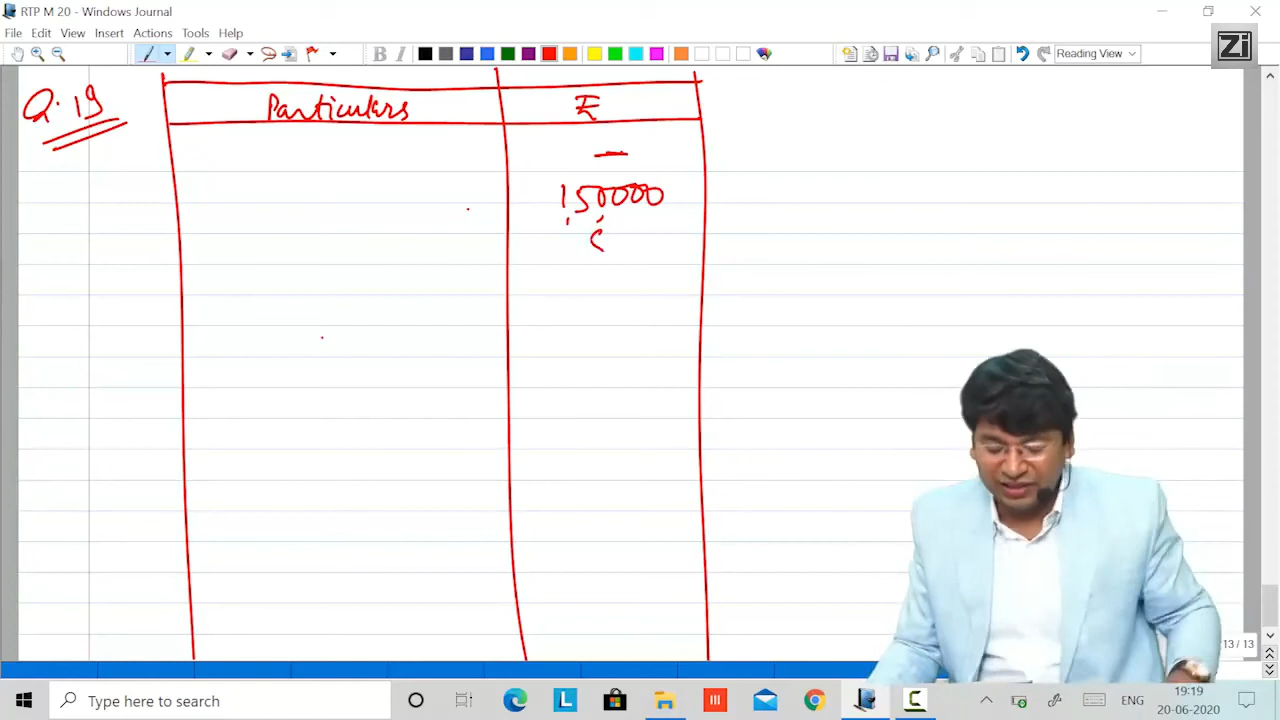 RTP M 20 - Windows Journal
Zi
File Edit View Insert Actions Tools Help
B I Reading View
Q.19
Particulars ₹
—
150000
13 / 13
Type here to search
L
ENG
19:19
20-06-2020